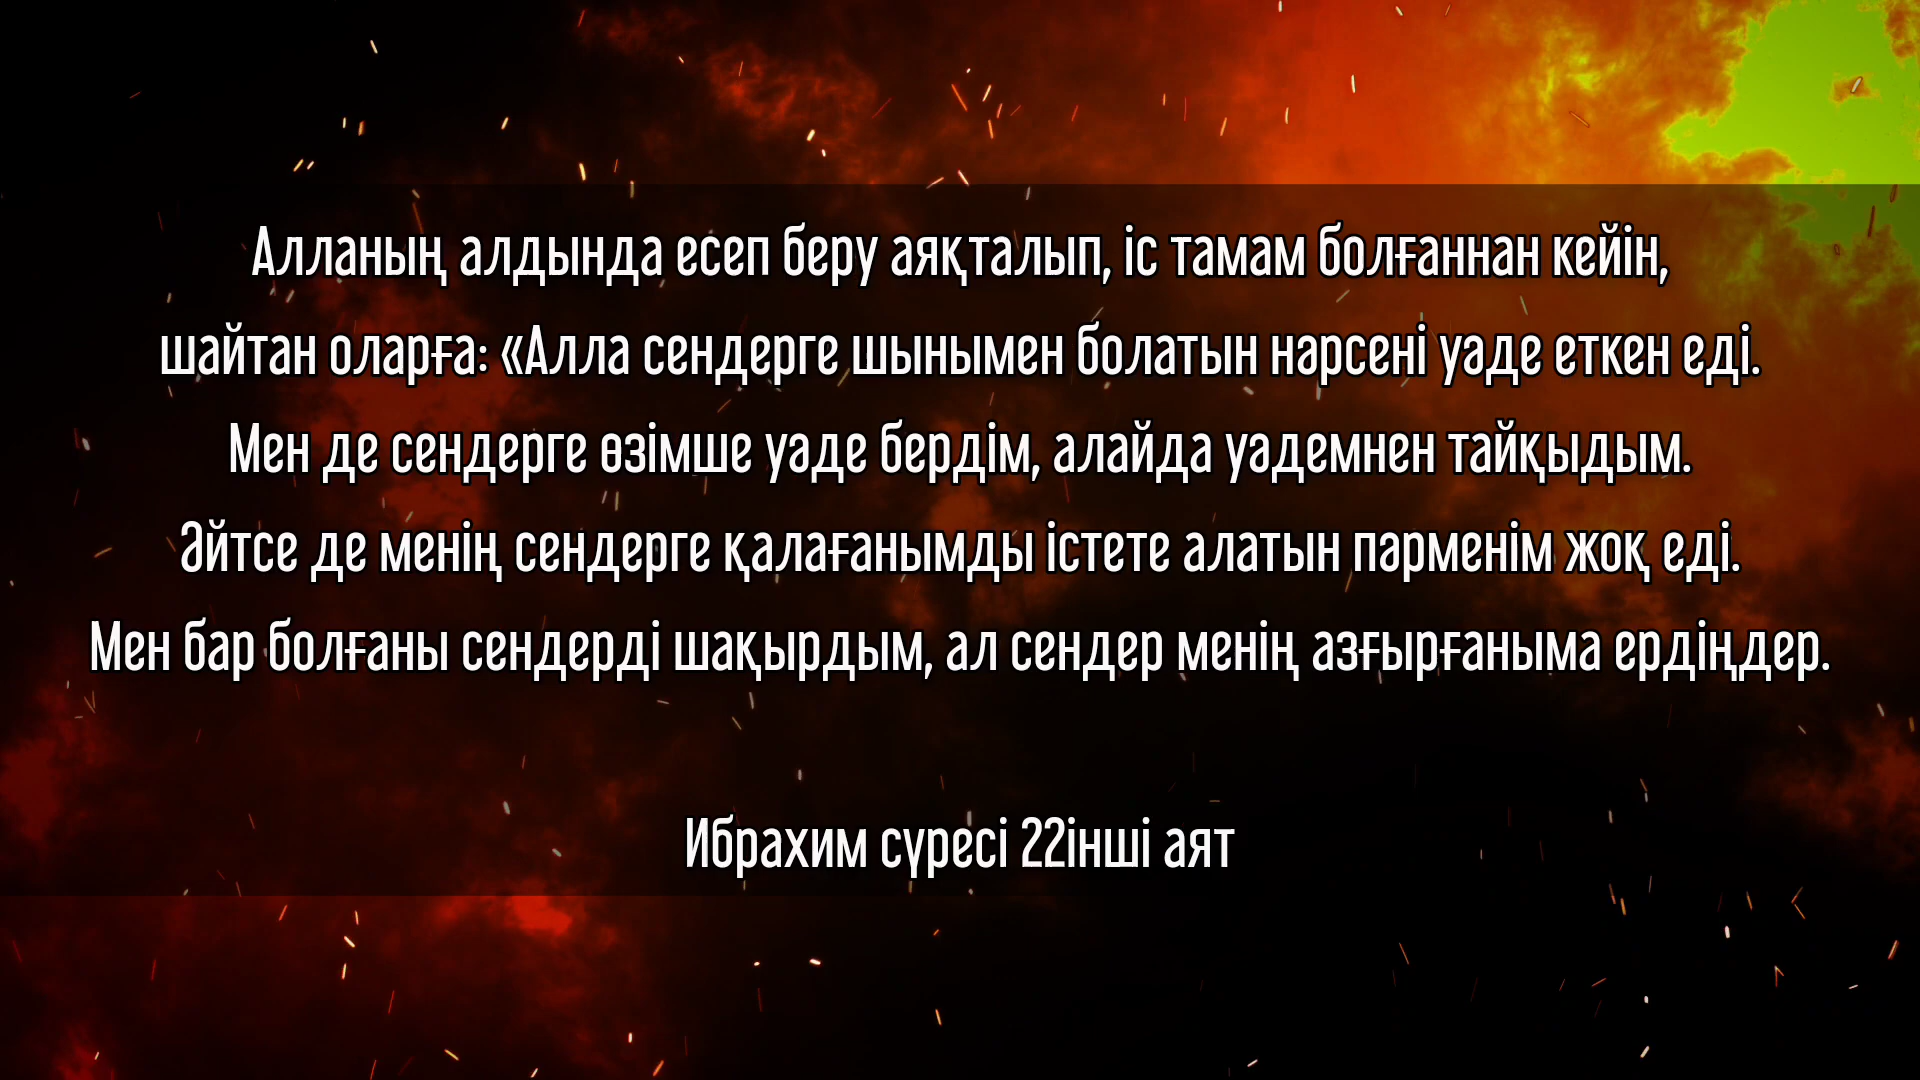 Алланың алдында есеп беру аяқталып, іс тамам болғаннан кейін,
шайтан оларға: «Алла сендерге шынымен болатын нәрсені уәде еткен еді.
Мен де сендерге өзімше уәде бердім, алайда уәдемнен тайқыдым.
Әйтсе де менің сендерге қалағанымды істете алатын пәрменім жоқ еді.
Мен бар болғаны сендерді шақырдым, ал сендер менің азғырғаныма ердіңдер.
Ибрахим сүресі 22інші аят